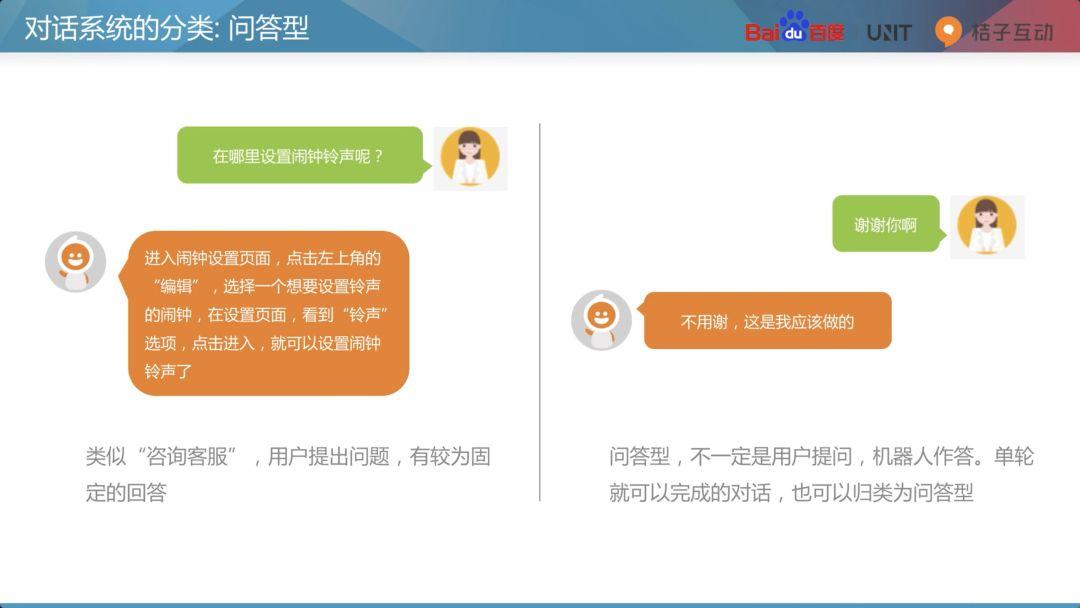 对话系统的分类: 问答型
Bai du 百度 UNIT 桔子互动
在哪里设置闹钟铃声呢？
进入闹钟设置页面，点击左上角的
“编辑”，选择一个想要设置铃声
的闹钟，在设置页面，看到“铃声”
选项，点击进入，就可以设置闹钟
铃声了
类似“咨询客服”，用户提出问题，有较为固
定的回答
谢谢你啊
不用谢，这是我应该做的
问答型，不一定是用户提问，机器人作答。单轮
就可以完成的对话，也可以归类为问答型